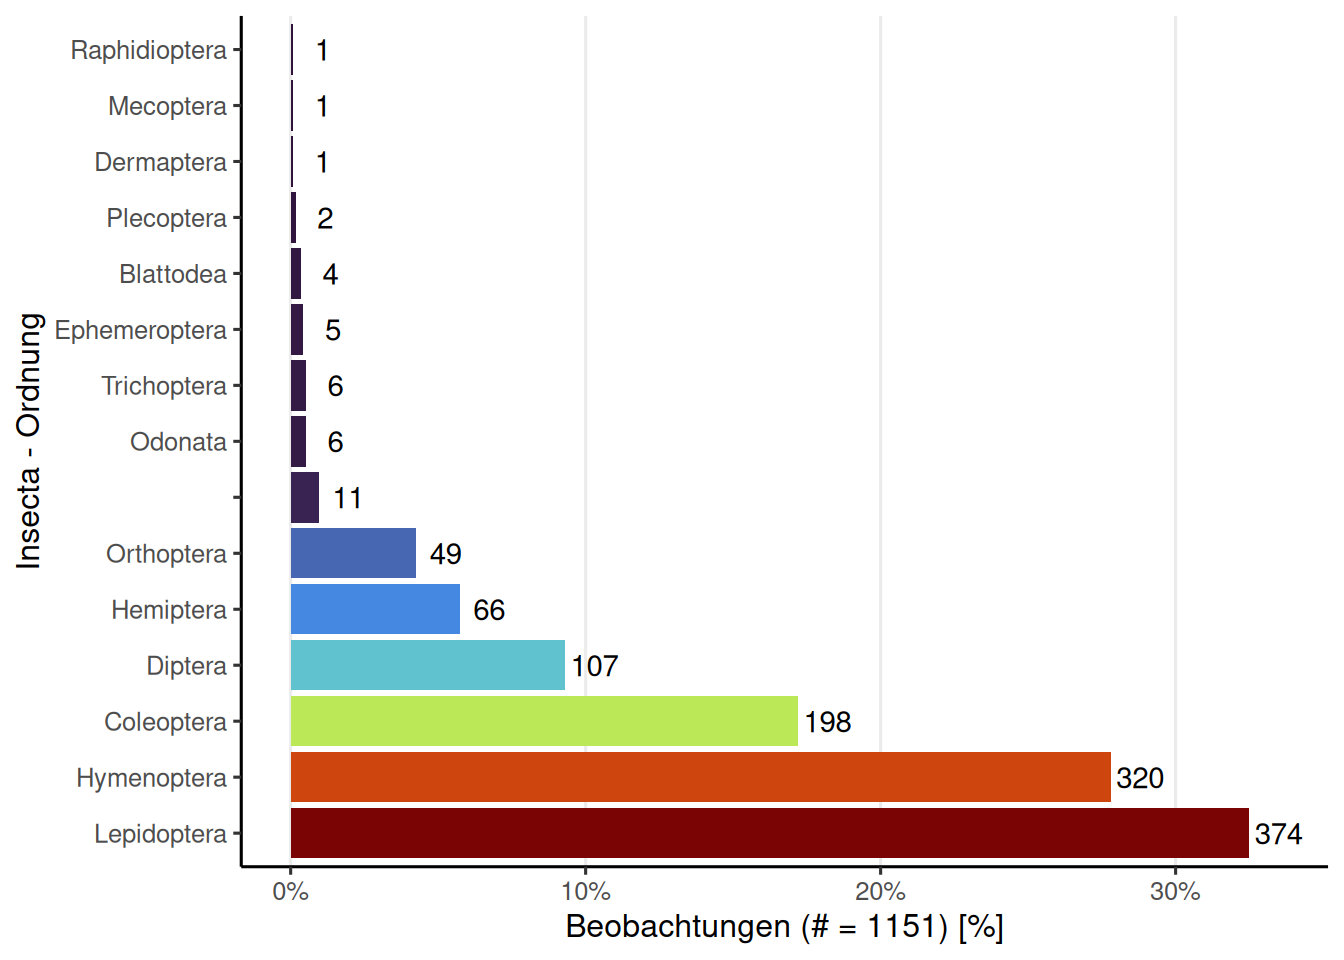 Insecta - Ordnung
Raphidioptera 1
Mecoptera 1
Dermaptera 1
Plecoptera 2
Blattodea 4
Ephemeroptera 5
Trichoptera 6
Odonata 6
11
Orthoptera 49
Hemiptera 66
Diptera 107
Coleoptera 198
Hymenoptera 320
Lepidoptera 374
0% 10% 20% 30%
Beobachtungen (# = 1151) [%]